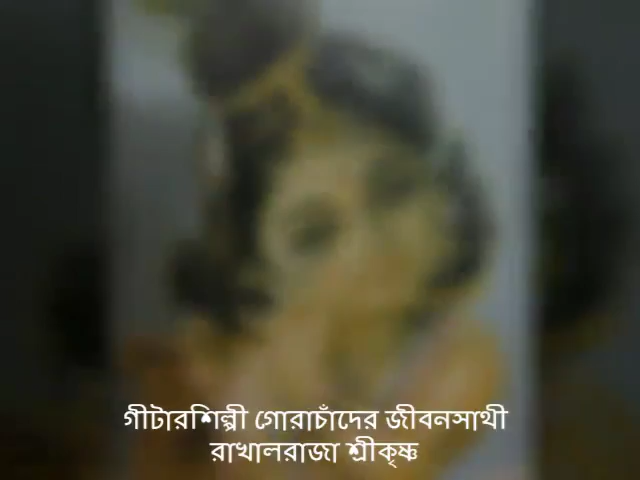 গীটারশিল্পী গোরাচাঁদের জীবনসাথী
রাখালরাজা শ্রীকৃষ্ণ